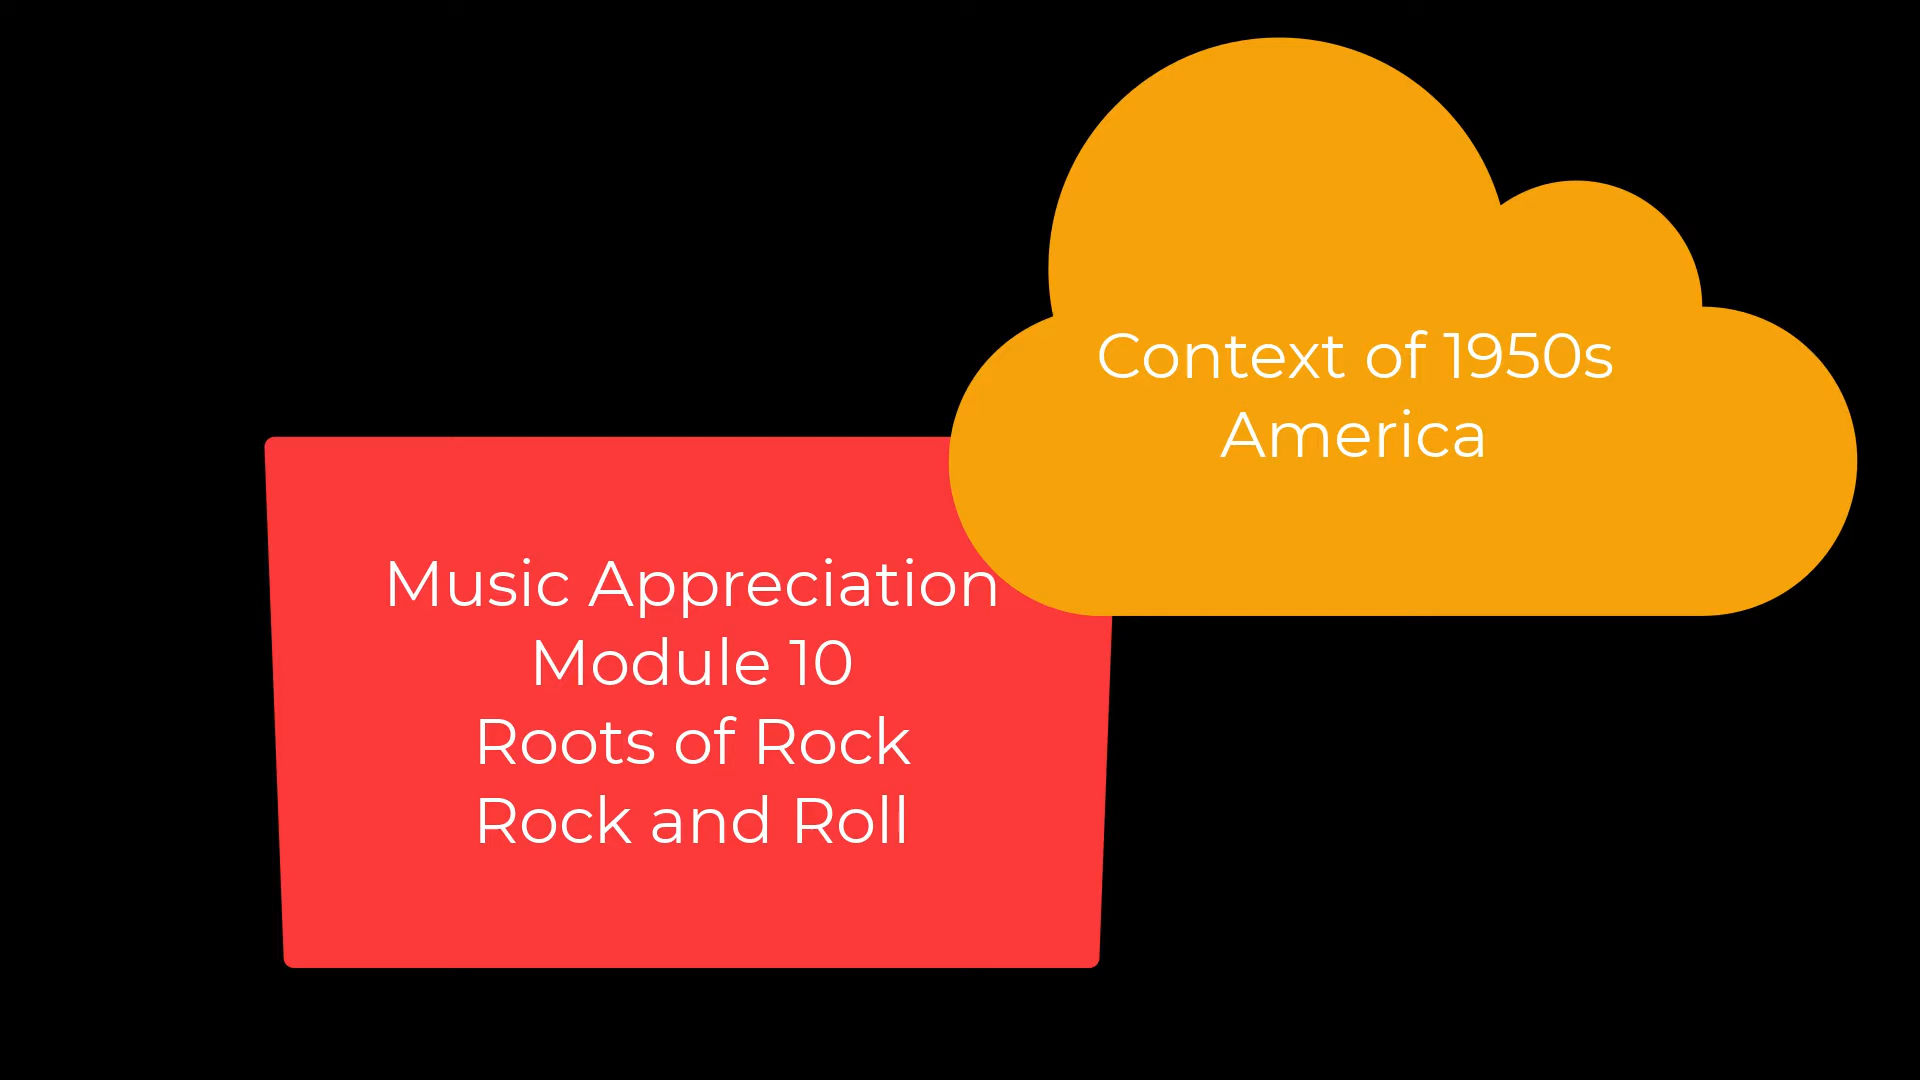 Context of 1950s
America
Music Appreciation
Module 10
Roots of Rock
Rock and Roll